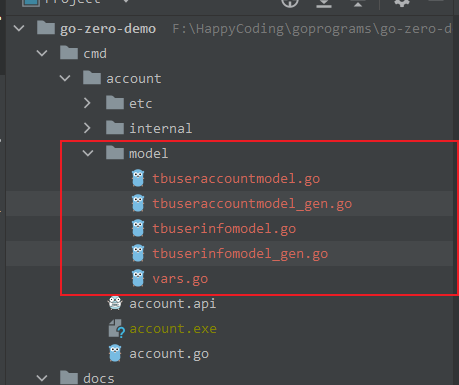 Project
go-zero-demo F:\HappyCoding\goprograms\go-zero-d
cmd
account
etc
internal
model
tbuseraccountmodel.go
tbuseraccountmodel_gen.go
tbuserinfomodel.go
tbuserinfomodel_gen.go
vars.go
account.api
account.exe
account.go
docs